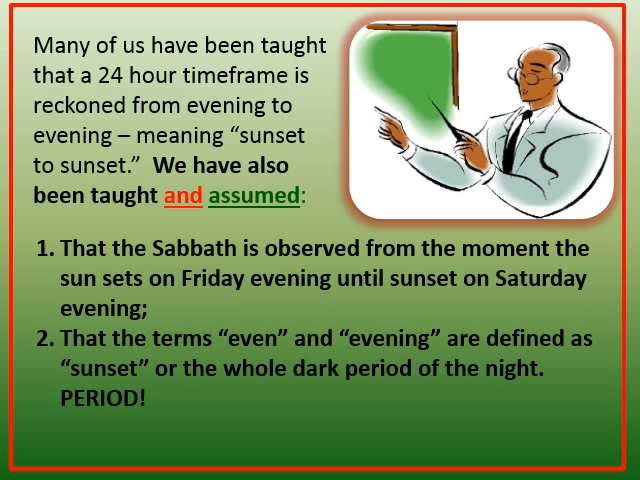 Many of us have been taught
that a 24 hour timeframe is
reckoned from evening to
evening – meaning “sunset
to sunset.”  We have also
been taught and assumed:
1. That the Sabbath is observed from the moment the
sun sets on Friday evening until sunset on Saturday
evening;
2. That the terms “even” and “evening” are defined as
“sunset” or the whole dark period of the night.
PERIOD!